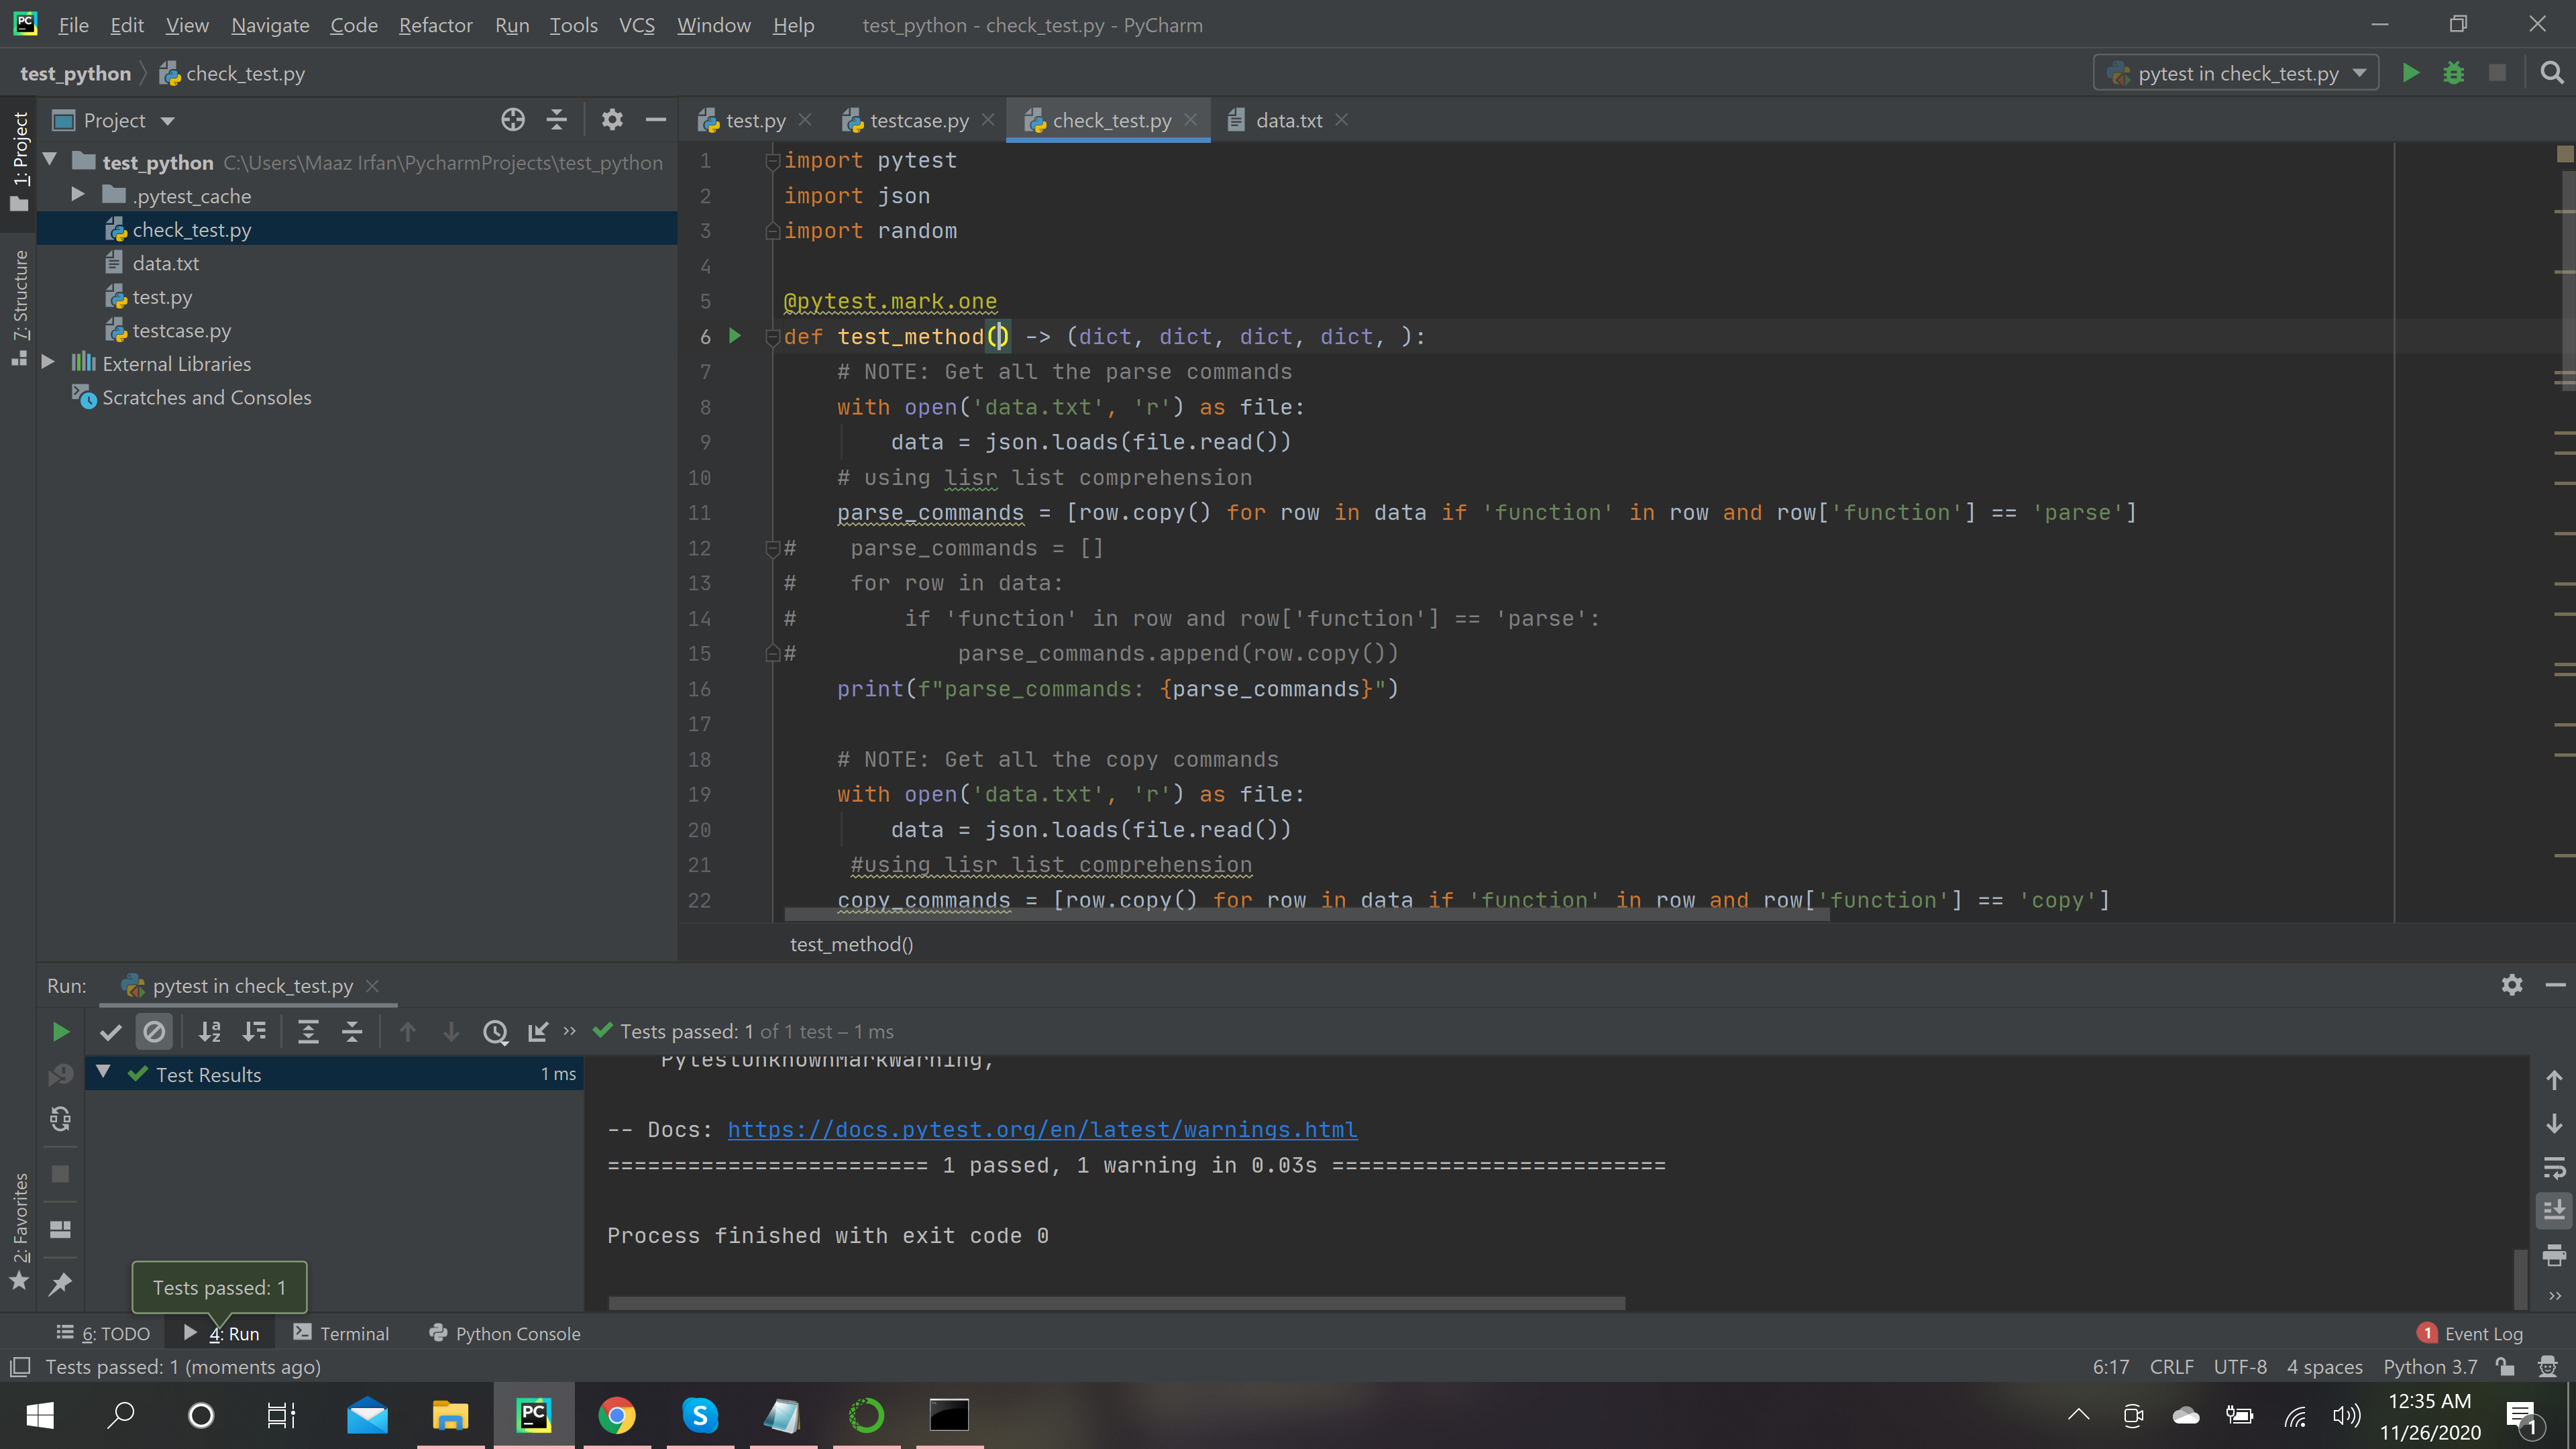 PC File Edit View Navigate Code Refactor Run Tools VCS Window Help test_python - check_test.py - PyCharm
test_python check_test.py pytest in check_test.py
1: Project
7: Structure
2: Favorites
Project
test_python C:\Users\Maaz Irfan\PycharmProjects\test_python
.pytest_cache
check_test.py
data.txt
test.py
testcase.py
External Libraries
Scratches and Consoles
test.py testcase.py check_test.py data.txt
1 import pytest
2 import json
3 import random
4
5 @pytest.mark.one
6 def test_method() -> (dict, dict, dict, dict, ):
7 # NOTE: Get all the parse commands
8 with open('data.txt', 'r') as file:
9 data = json.loads(file.read())
10 # using lisr list comprehension
11 parse_commands = [row.copy() for row in data if 'function' in row and row['function'] == 'parse']
12 # parse_commands = []
13 # for row in data:
14 # if 'function' in row and row['function'] == 'parse':
15 # parse_commands.append(row.copy())
16 print(f"parse_commands: {parse_commands}")
17
18 # NOTE: Get all the copy commands
19 with open('data.txt', 'r') as file:
20 data = json.loads(file.read())
21 #using lisr list comprehension
22 copy_commands = [row.copy() for row in data if 'function' in row and row['function'] == 'copy']
test_method()
Run: pytest in check_test.py
Tests passed: 1 of 1 test – 1 ms
Test Results 1 ms
PytestUnknownMarkWarning,
-- Docs: https://docs.pytest.org/en/latest/warnings.html
======================== 1 passed, 1 warning in 0.03s =========================
Process finished with exit code 0
Tests passed: 1
6: TODO 4: Run Terminal Python Console 1 Event Log
Tests passed: 1 (moments ago) 6:17 CRLF UTF-8 4 spaces Python 3.7
PC S 12:35 AM
11/26/2020 1